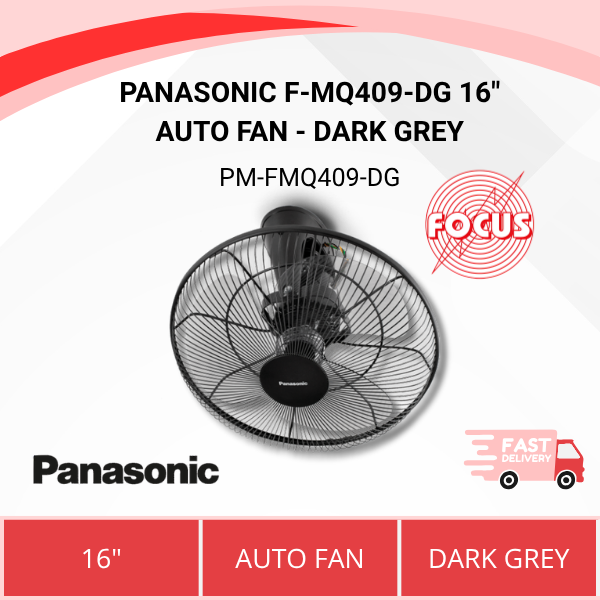 PANASONIC F-MQ409-DG 16"
AUTO FAN - DARK GREY
PM-FMQ409-DG
FOCUS
Panasonic
FAST
DELIVERY
Panasonic
16"
AUTO FAN
DARK GREY